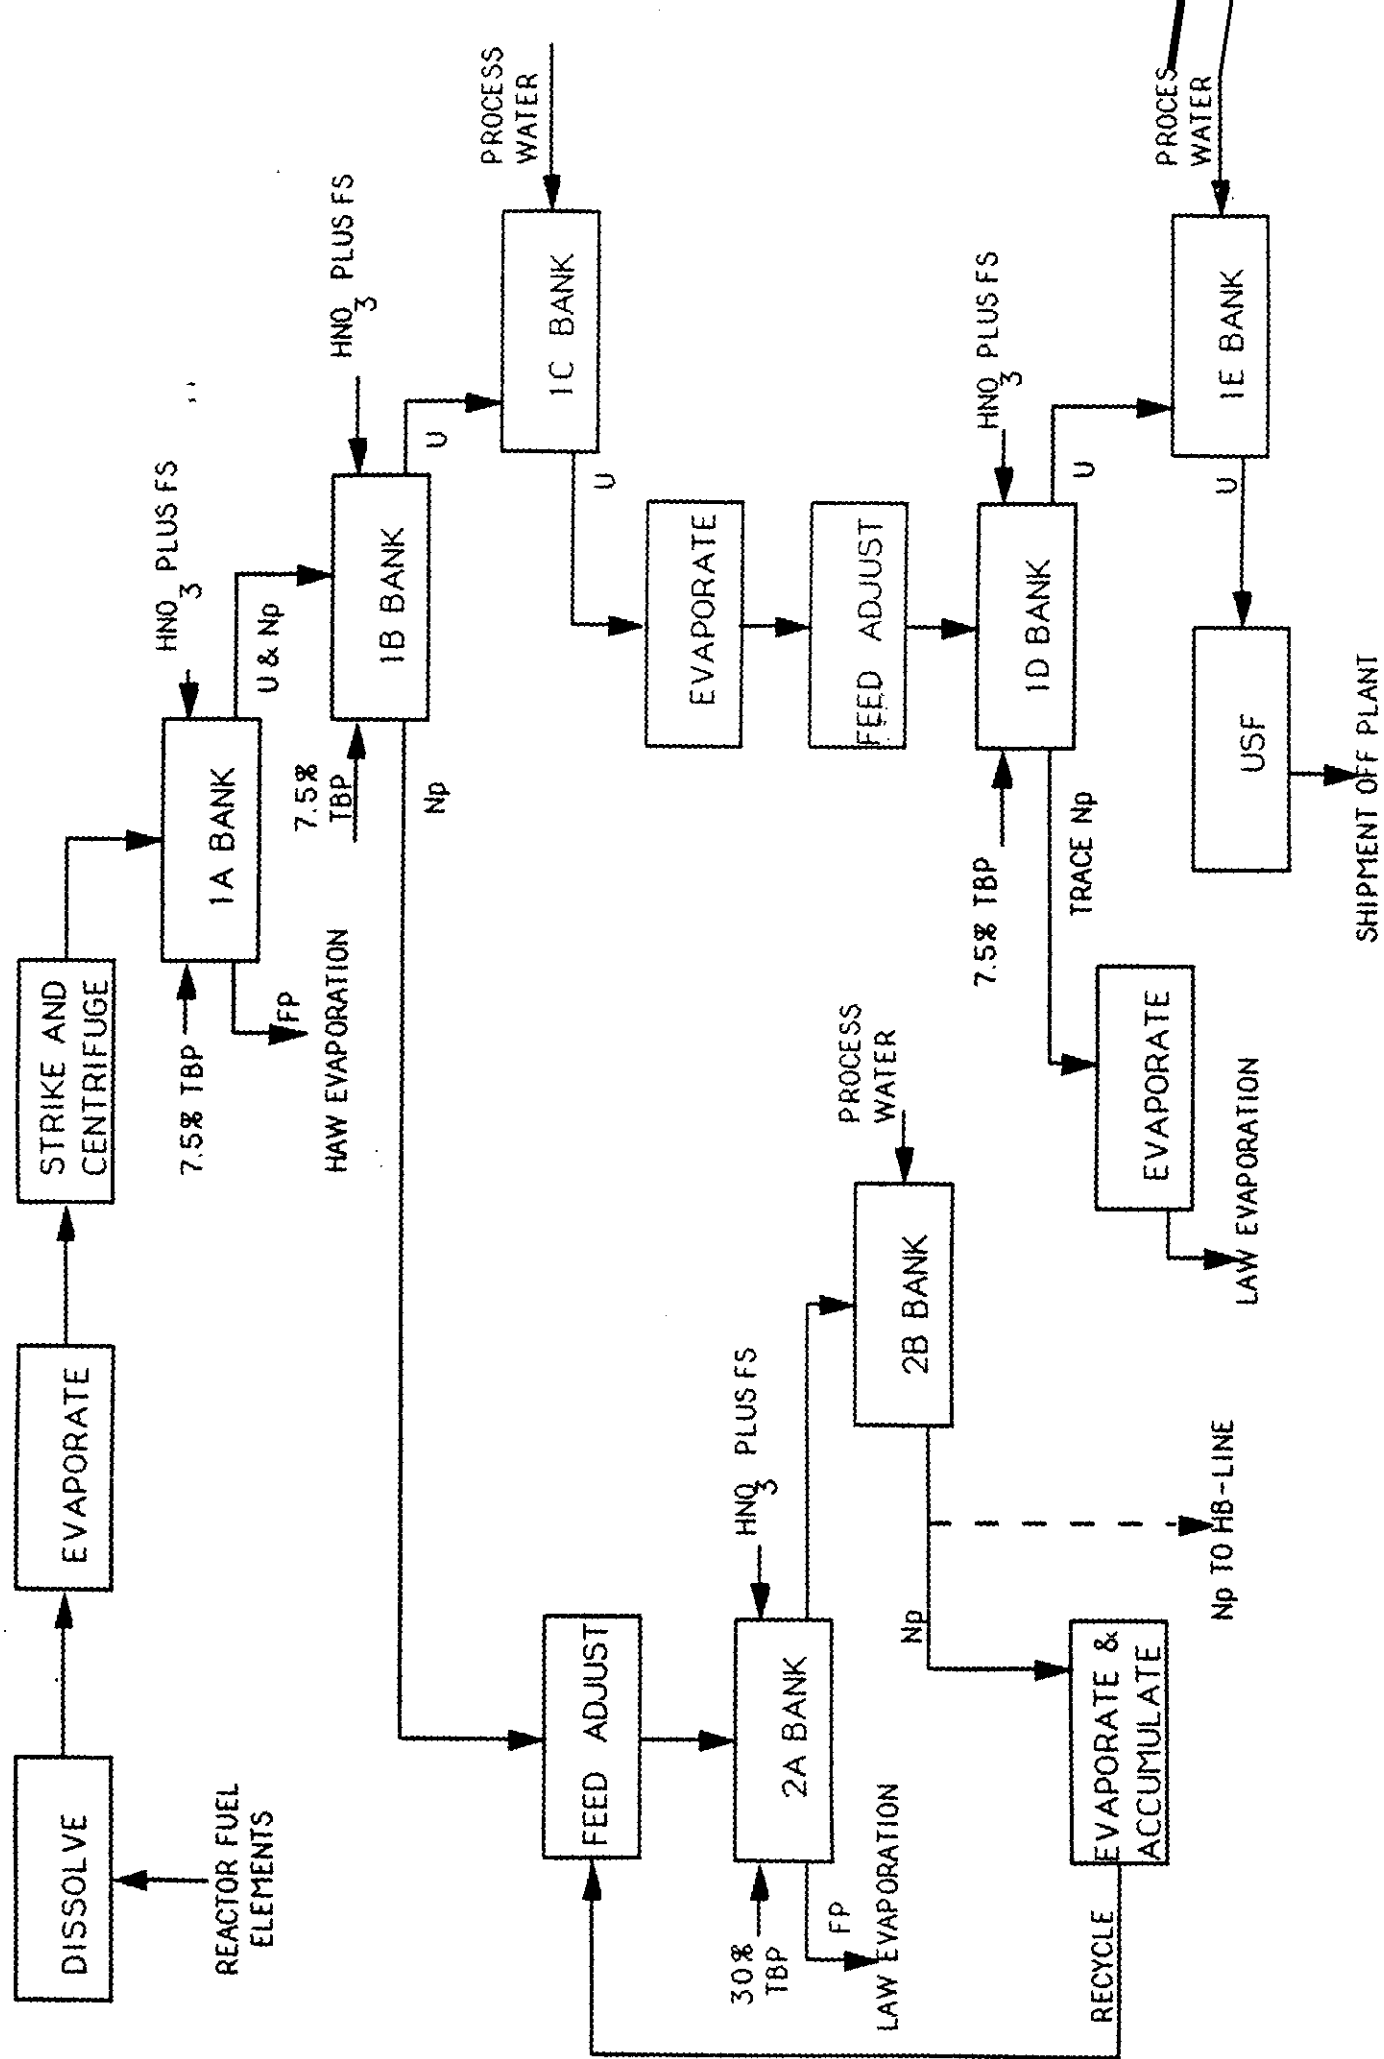 DISSOLVE
REACTOR FUEL
ELEMENTS
EVAPORATE
STRIKE AND
CENTRIFUGE
7.5% TBP
1A BANK
HNO3 PLUS FS
FP
HAW EVAPORATION
U & Np
7.5%
TBP
1B BANK
HNO3 PLUS FS
Np
U
1C BANK
PROCESS
WATER
U
EVAPORATE
FEED ADJUST
7.5% TBP
1D BANK
HNO3 PLUS FS
TRACE Np
U
EVAPORATE
LAW EVAPORATION
1E BANK
PROCES
WATER
U
USF
SHIPMENT OFF PLANT
FEED ADJUST
30%
TBP
2A BANK
HNO3 PLUS FS
FP
LAW EVAPORATION
2B BANK
PROCESS
WATER
Np
Np TO HB-LINE
EVAPORATE &
ACCUMULATE
RECYCLE